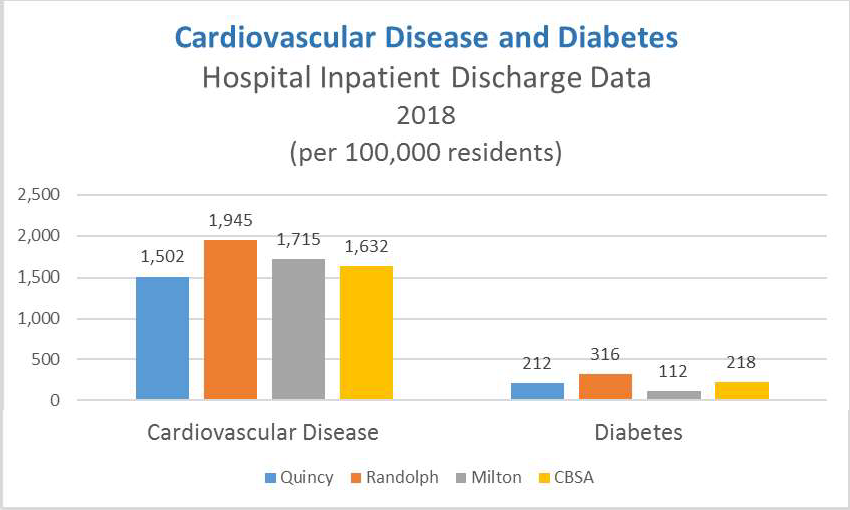 Cardiovascular Disease and Diabetes
Hospital Inpatient Discharge Data
2018
(per 100,000 residents)
2,500
2,000
1,500
1,000
500
0
1,502
1,945
1,715
1,632
212
316
112
218
Cardiovascular Disease
Diabetes
Quincy Randolph Milton CBSA